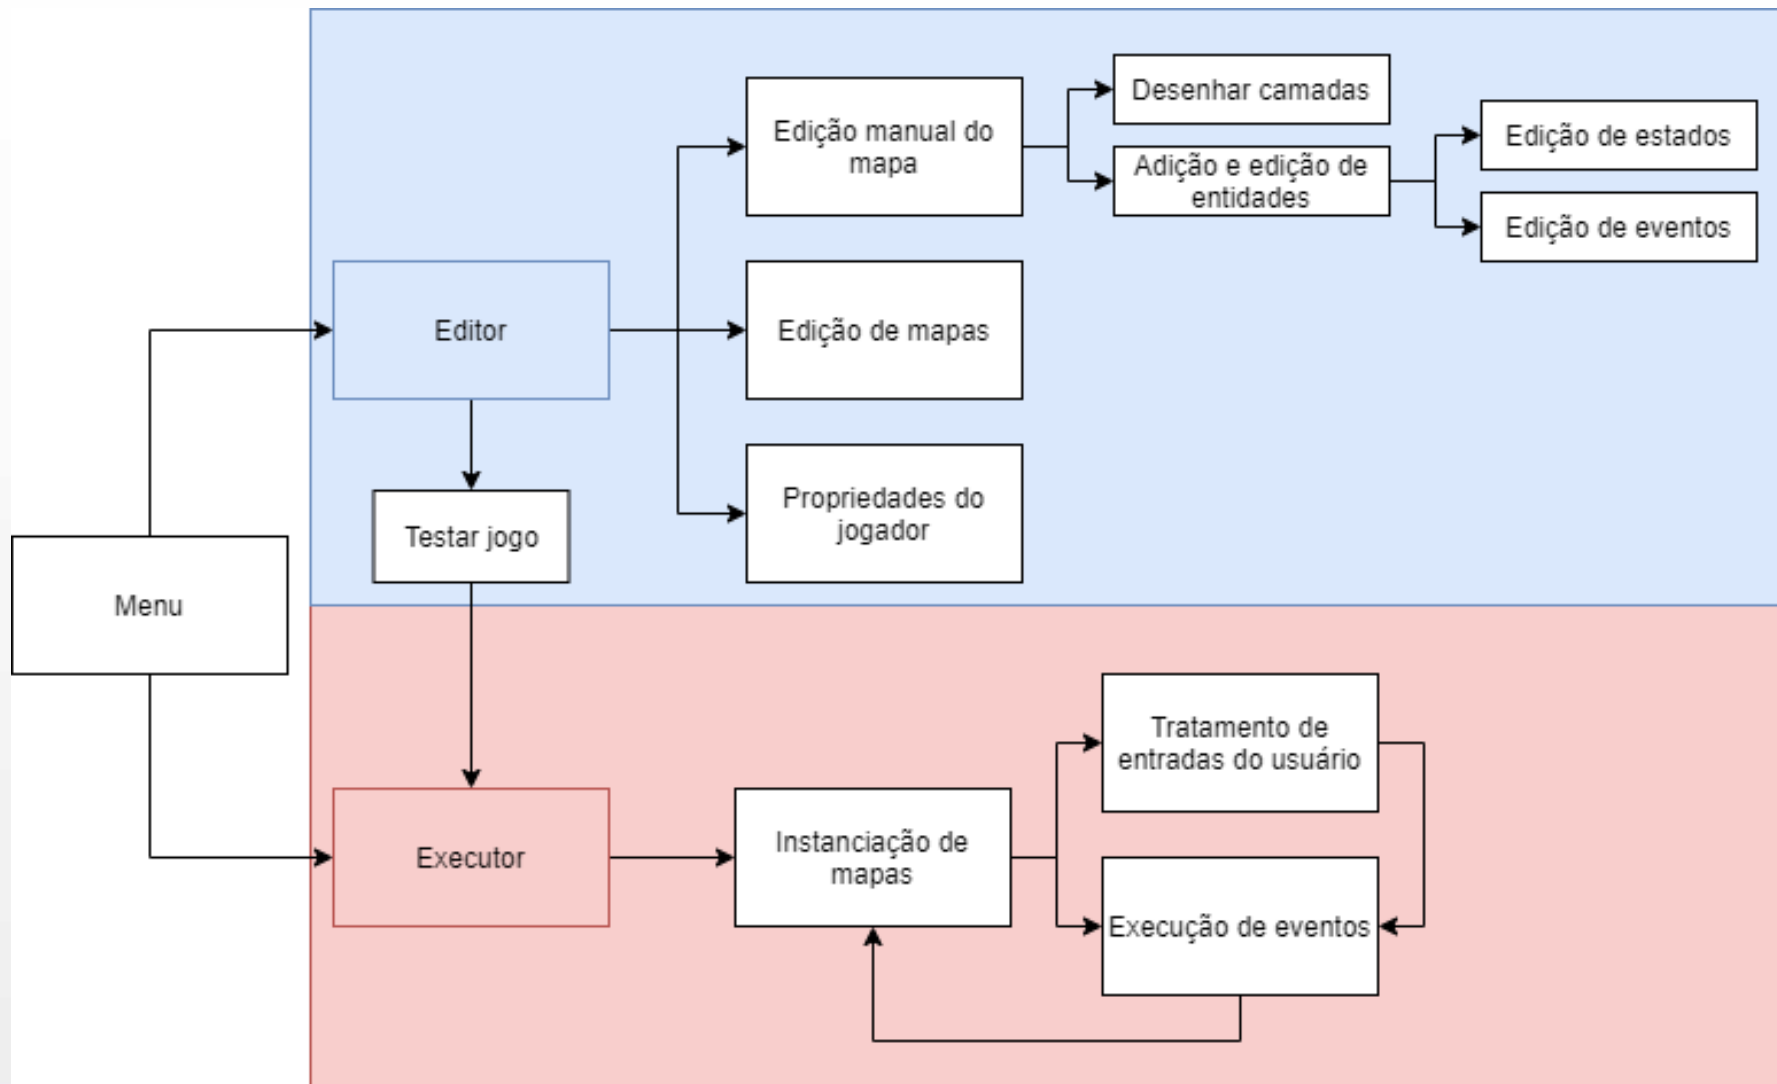 Desenhar camadas
Edição manual do
mapa
Edição de estados
Adição e edição de
entidades
Edição de eventos
Editor
Edição de mapas
Propriedades do
jogador
Testar jogo
Menu
Tratamento de
entradas do usuário
Executor
Instanciação de
mapas
Execução de eventos